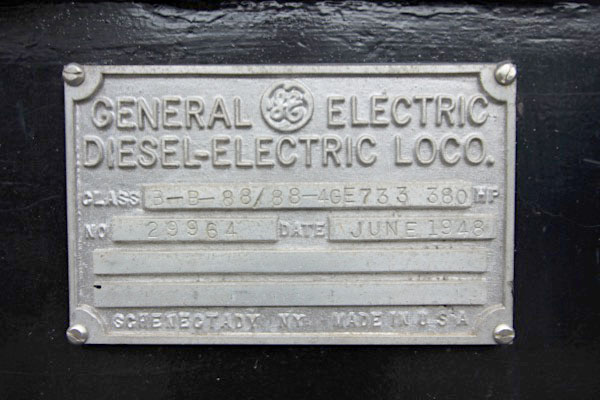 GENERAL GE ELECTRIC
DIESEL-ELECTRIC LOCO.
CLASS B-B-88/88-4GE733 380 HP
NO 29964 DATE JUNE 1948
SCHENECTADY, NY. MADE IN U.S.A